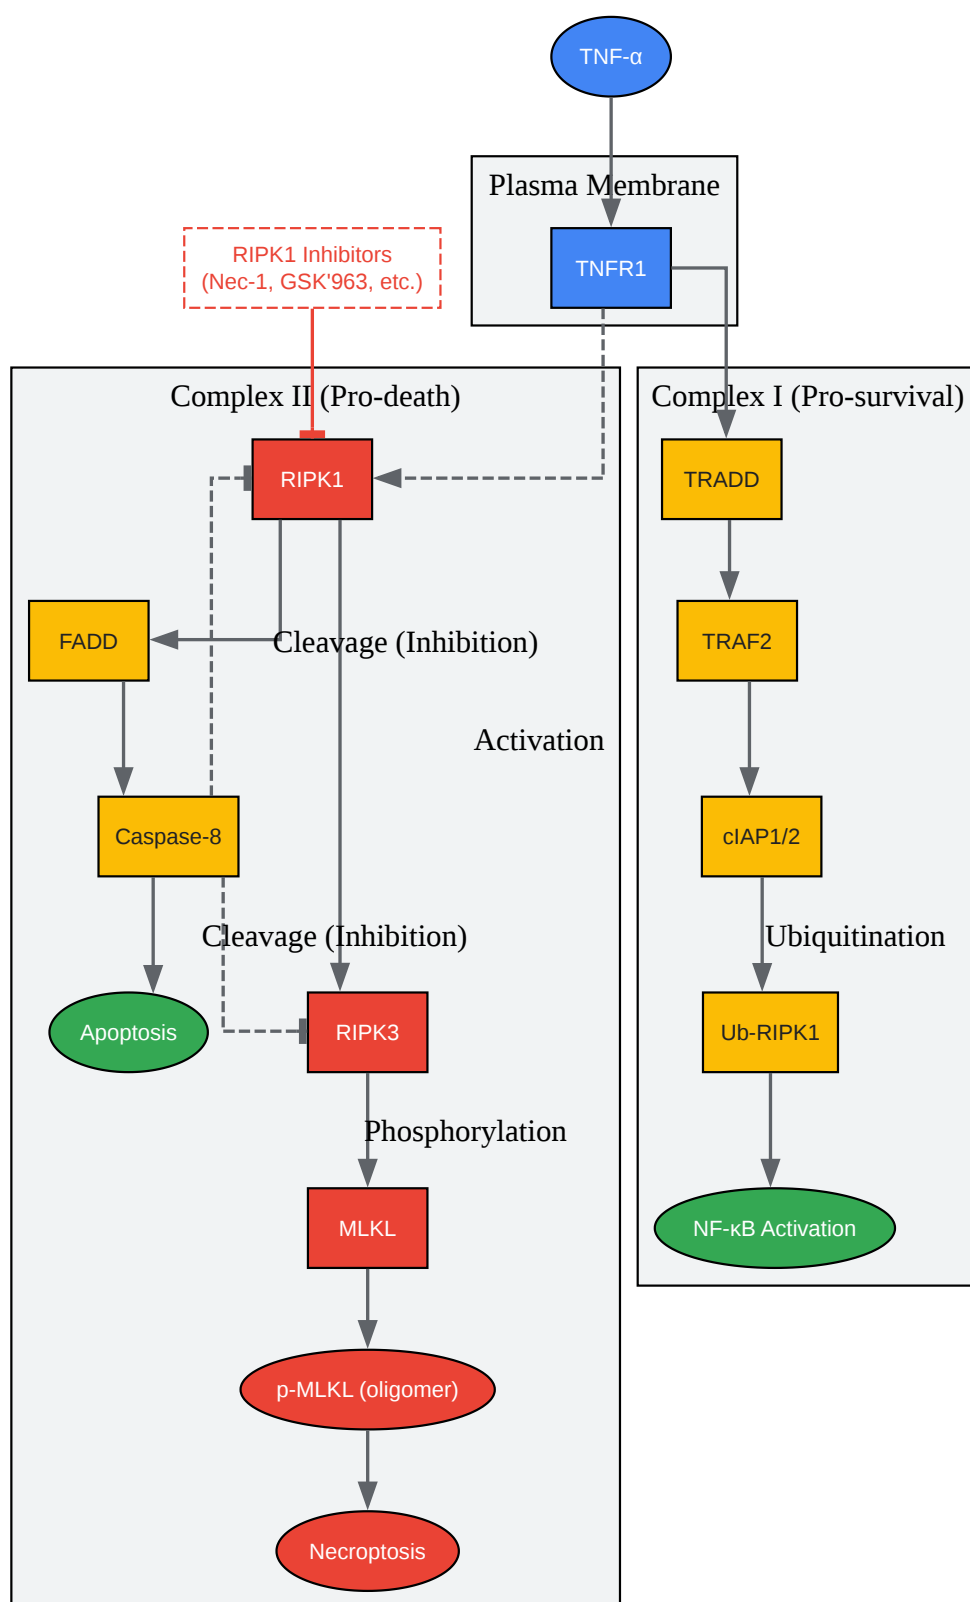 TNF-α
Plasma Membrane
TNFR1
RIPK1 Inhibitors
(Nec-1, GSK'963, etc.)
Complex II (Pro-death)
Complex I (Pro-survival)
RIPK1
TRADD
FADD
Cleavage (Inhibition)
TRAF2
Activation
Caspase-8
cIAP1/2
Cleavage (Inhibition)
Ubiquitination
Apoptosis
RIPK3
Ub-RIPK1
Phosphorylation
MLKL
NF-κB Activation
p-MLKL (oligomer)
Necroptosis